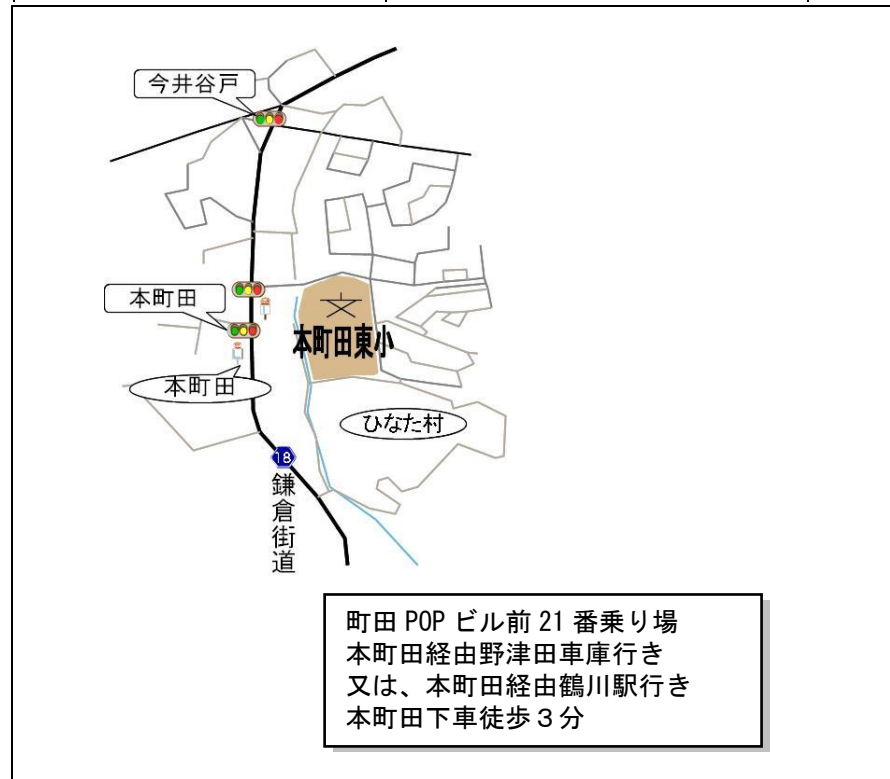 今井谷戸
本町田
文
本町田東小
本町田
ひなた村
18
鎌倉街道
町田 POP ビル前 21 番乗り場
本町田経由野津田車庫行き
又は、本町田経由鶴川駅行き
本町田下車徒歩３分